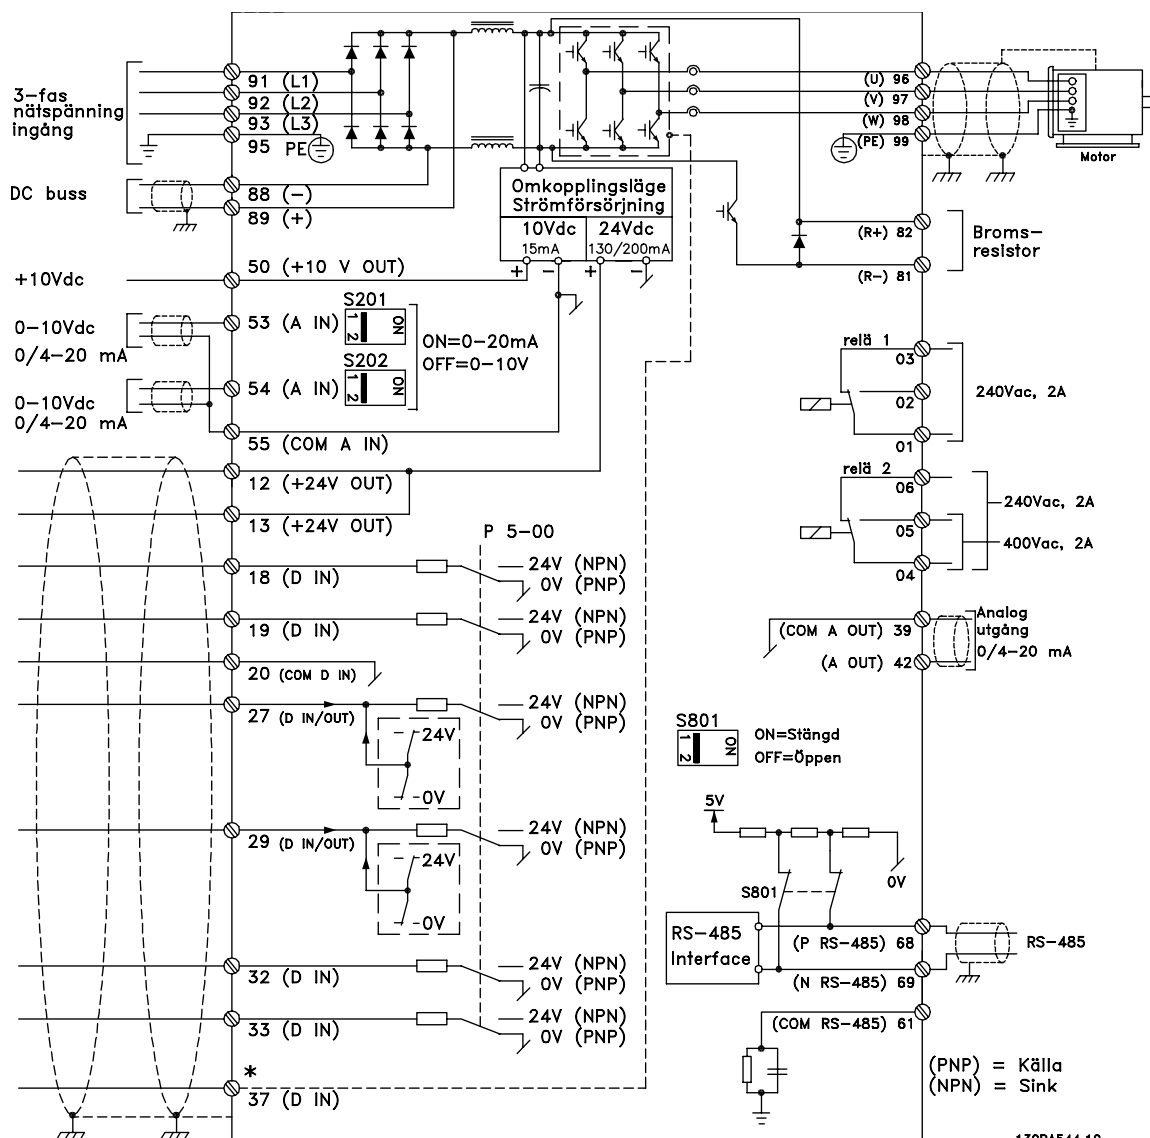 3-fas
nätspänning
ingång
91 (L1)
92 (L2)
93 (L3)
95 PE
DC buss
88 (-)
89 (+)
+10Vdc
50 (+10 V OUT)
0-10Vdc
0/4-20 mA
53 (A IN)
S201
1 2
ON
0-10Vdc
0/4-20 mA
54 (A IN)
S202
1 2
ON
ON=0-20mA
OFF=0-10V
55 (COM A IN)
12 (+24V OUT)
13 (+24V OUT)
Omkopplingsläge
Strömförsörjning
10Vdc
15mA
24Vdc
130/200mA
+ - + -
P 5-00
18 (D IN)
24V (NPN)
0V (PNP)
19 (D IN)
24V (NPN)
0V (PNP)
20 (COM D IN)
27 (D IN/OUT)
24V (NPN)
0V (PNP)
24V
0V
29 (D IN/OUT)
24V (NPN)
0V (PNP)
24V
0V
32 (D IN)
24V (NPN)
0V (PNP)
33 (D IN)
24V (NPN)
0V (PNP)
*
37 (D IN)
(U) 96
(V) 97
(W) 98
(PE) 99
Motor
(R+) 82
(R-) 81
Broms-
resistor
relä 1
03
02
01
240Vac, 2A
relä 2
06
05
04
240Vac, 2A
400Vac, 2A
(COM A OUT) 39
(A OUT) 42
Analog
utgång
0/4-20 mA
S801
1 2
ON
ON=Stängd
OFF=Öppen
5V
0V
S801
RS-485
Interface
(P RS-485) 68
(N RS-485) 69
RS-485
(COM RS-485) 61
(PNP) = Källa
(NPN) = Sink